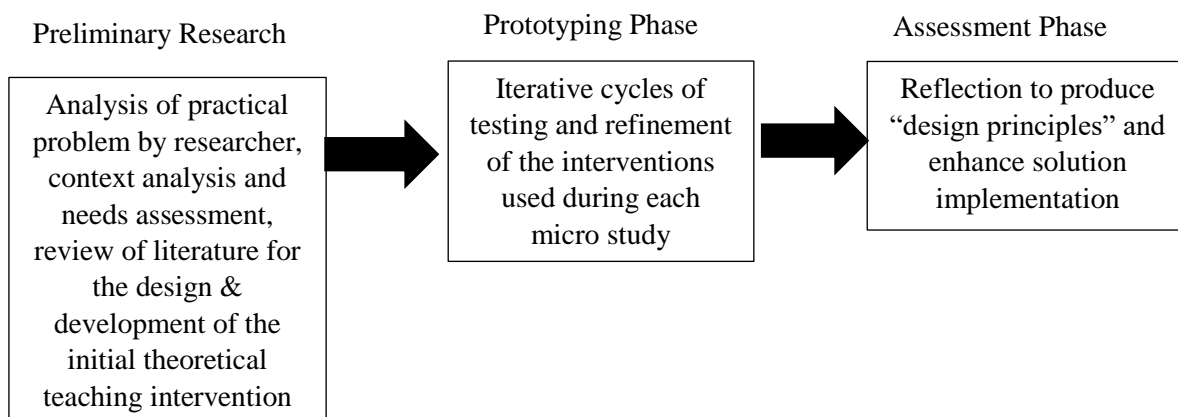 Preliminary Research
Analysis of practical
problem by researcher,
context analysis and
needs assessment,
review of literature for
the design &
development of the
initial theoretical
teaching intervention
Prototyping Phase
Iterative cycles of
testing and refinement
of the interventions
used during each
micro study
Assessment Phase
Reflection to produce
“design principles” and
enhance solution
implementation